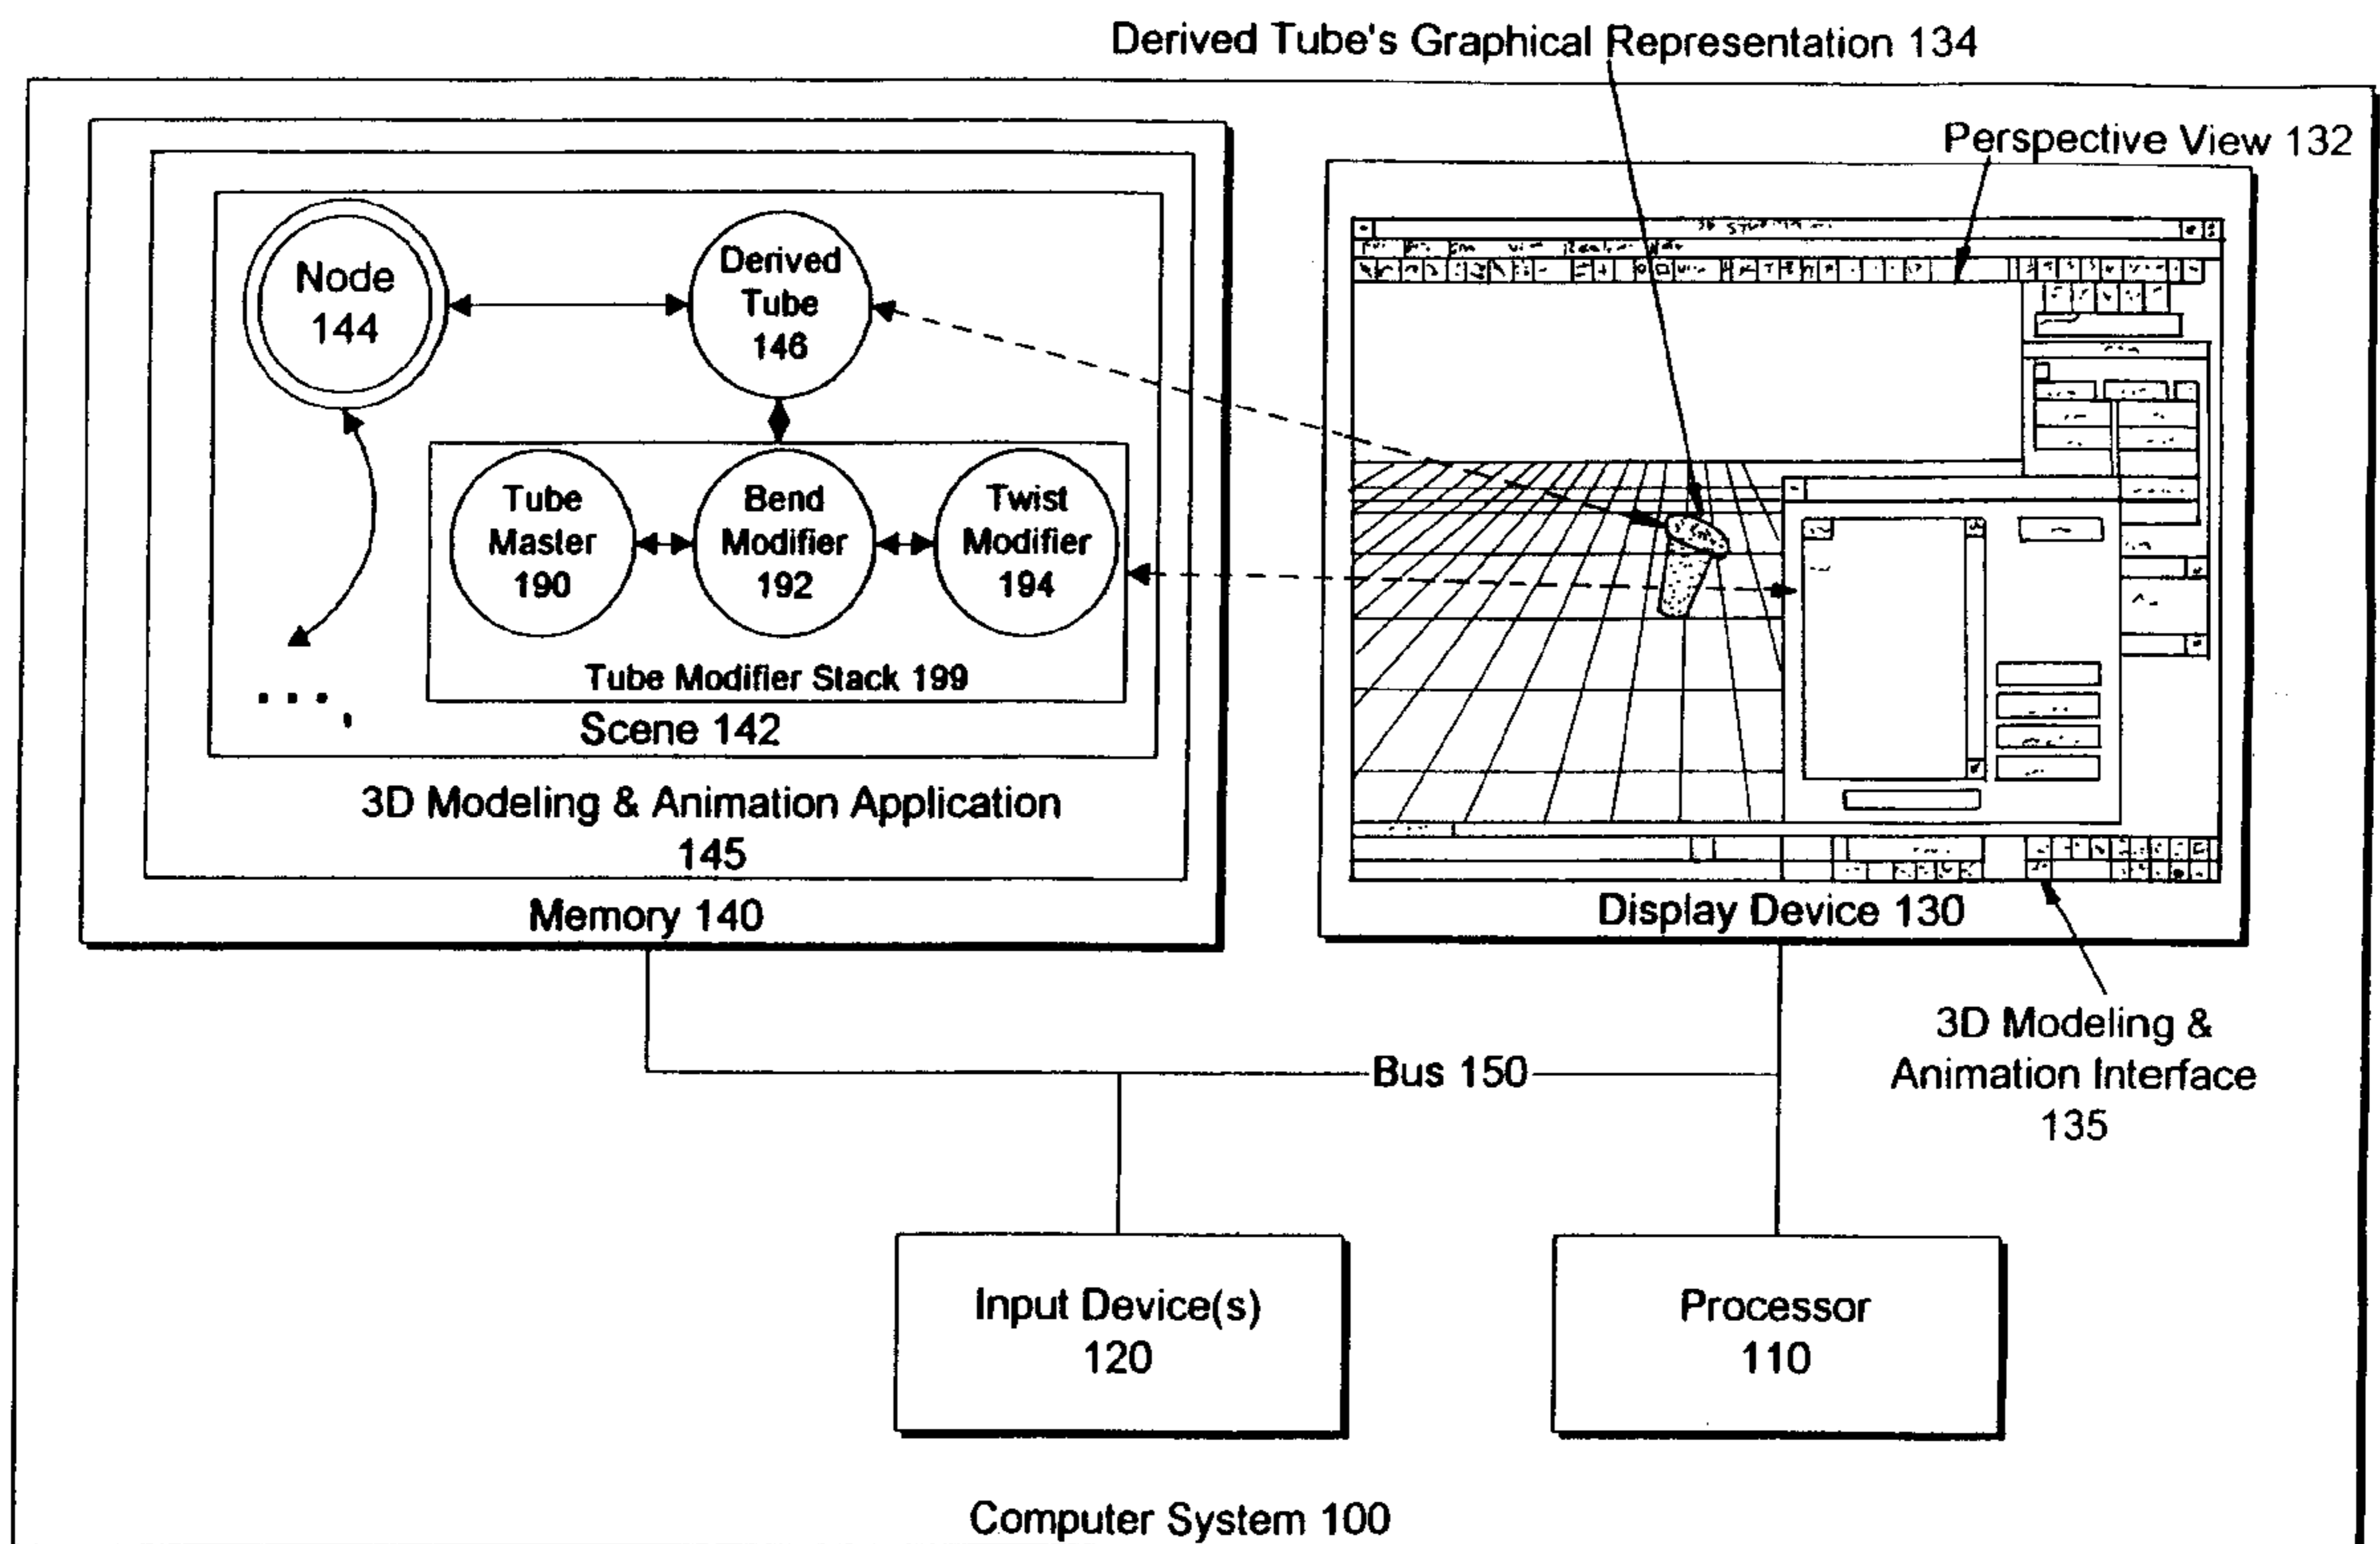 Derived Tube's Graphical Representation 134
Perspective View 132
Node
144
Derived
Tube
146
Tube
Master
190
Bend
Modifier
192
Twist
Modifier
194
Tube Modifier Stack 199
Scene 142
3D Modeling & Animation Application
145
Memory 140
Display Device 130
3D Modeling &
Animation Interface
135
Bus 150
Input Device(s)
120
Processor
110
Computer System 100